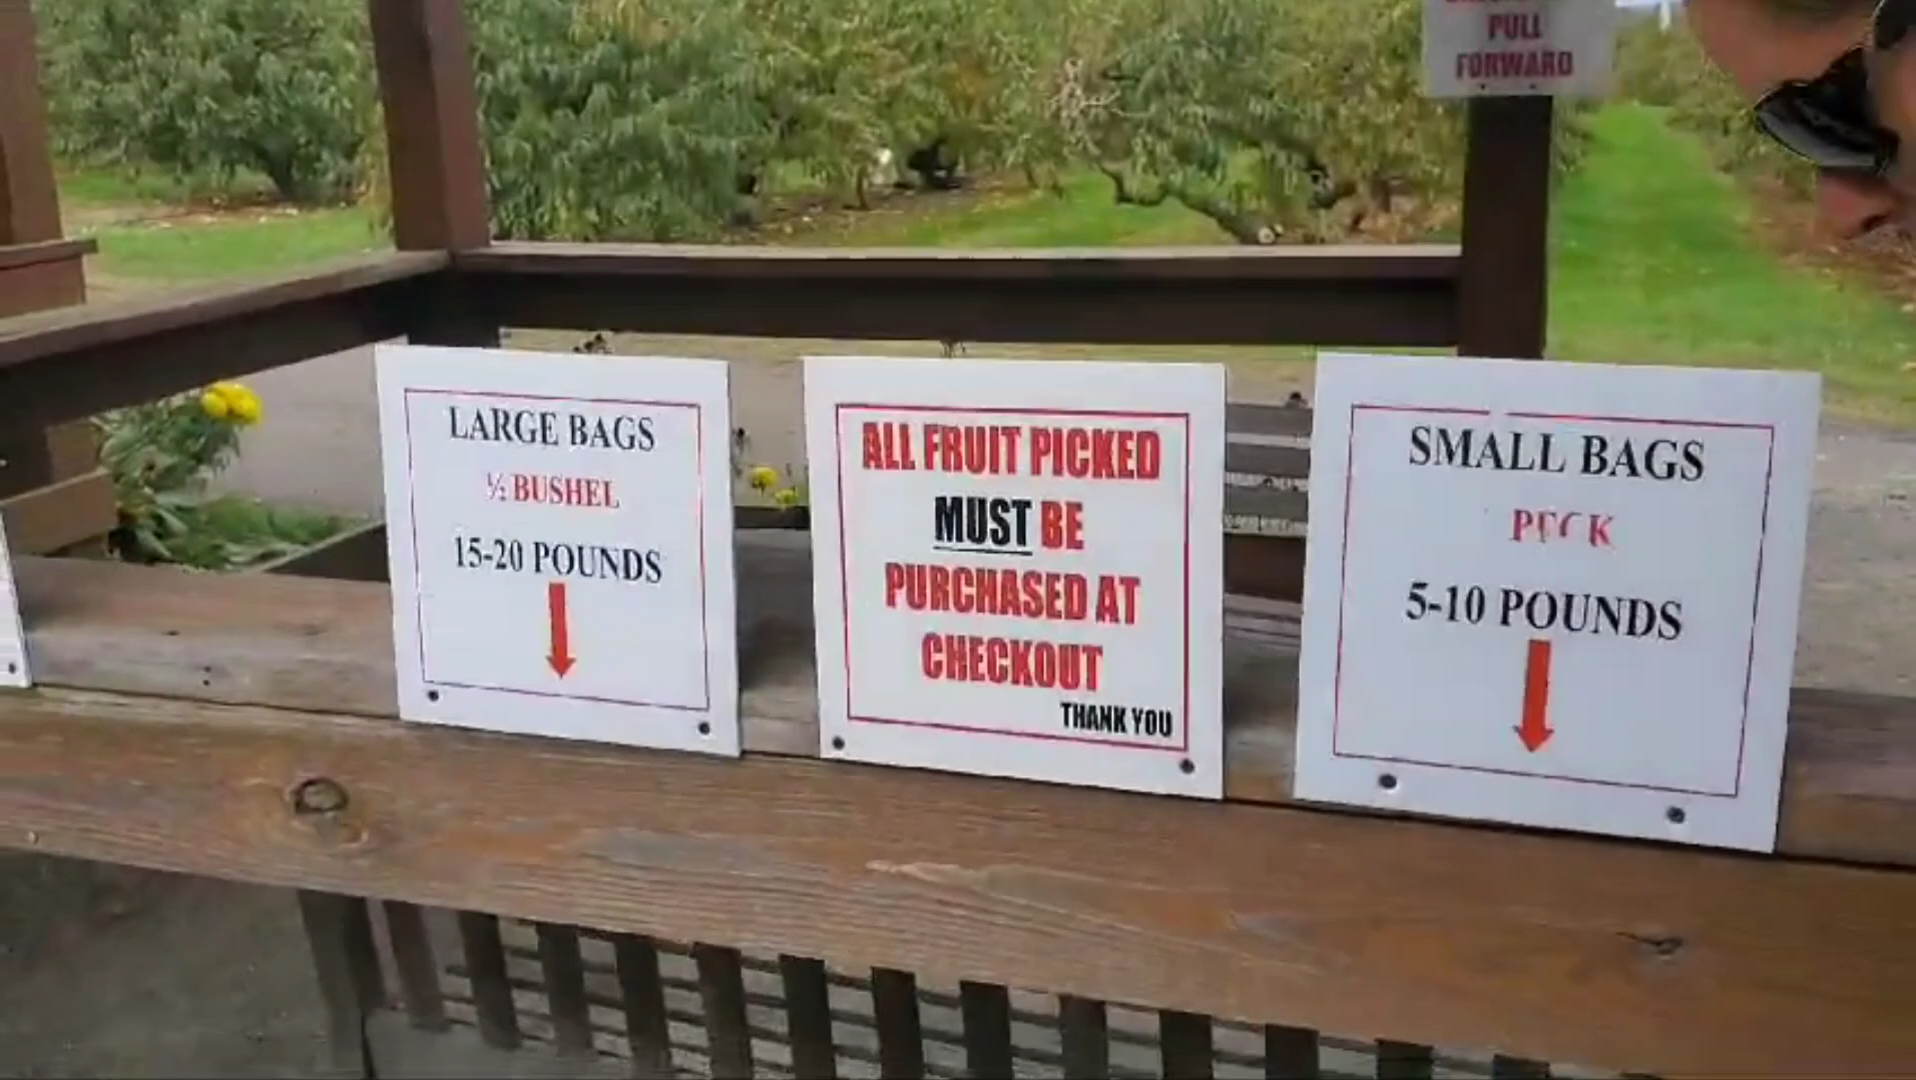 PULL
FORWARD
LARGE BAGS
½ BUSHEL
15-20 POUNDS
ALL FRUIT PICKED
MUST BE
PURCHASED AT
CHECKOUT
THANK YOU
SMALL BAGS
PECK
5-10 POUNDS